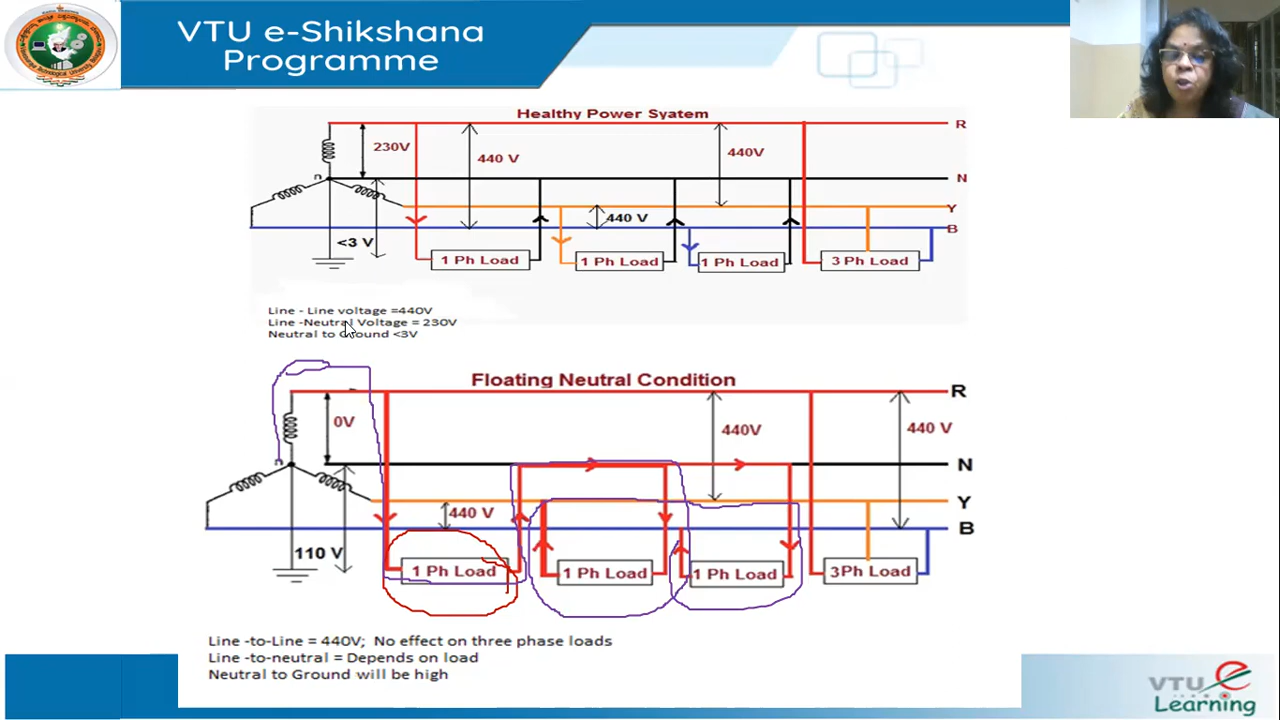 VTU e-Shikshana
Programme
Healthy Power Syatem
R
230V
440 V
440V
n
N
Y
440 V
B
<3 V
1 Ph Load
1 Ph Load
1 Ph Load
3 Ph Load
Line - Line voltage =440V
Line -Neutral Voltage = 230V
Neutral to Ground <3V
Floating Neutral Condition
R
0V
440V
440 V
n
N
Y
440 V
B
110 V
1 Ph Load
1 Ph Load
1 Ph Load
3Ph Load
Line -to-Line = 440V; No effect on three phase loads
Line -to-neutral = Depends on load
Neutral to Ground will be high
VTU e
Learning